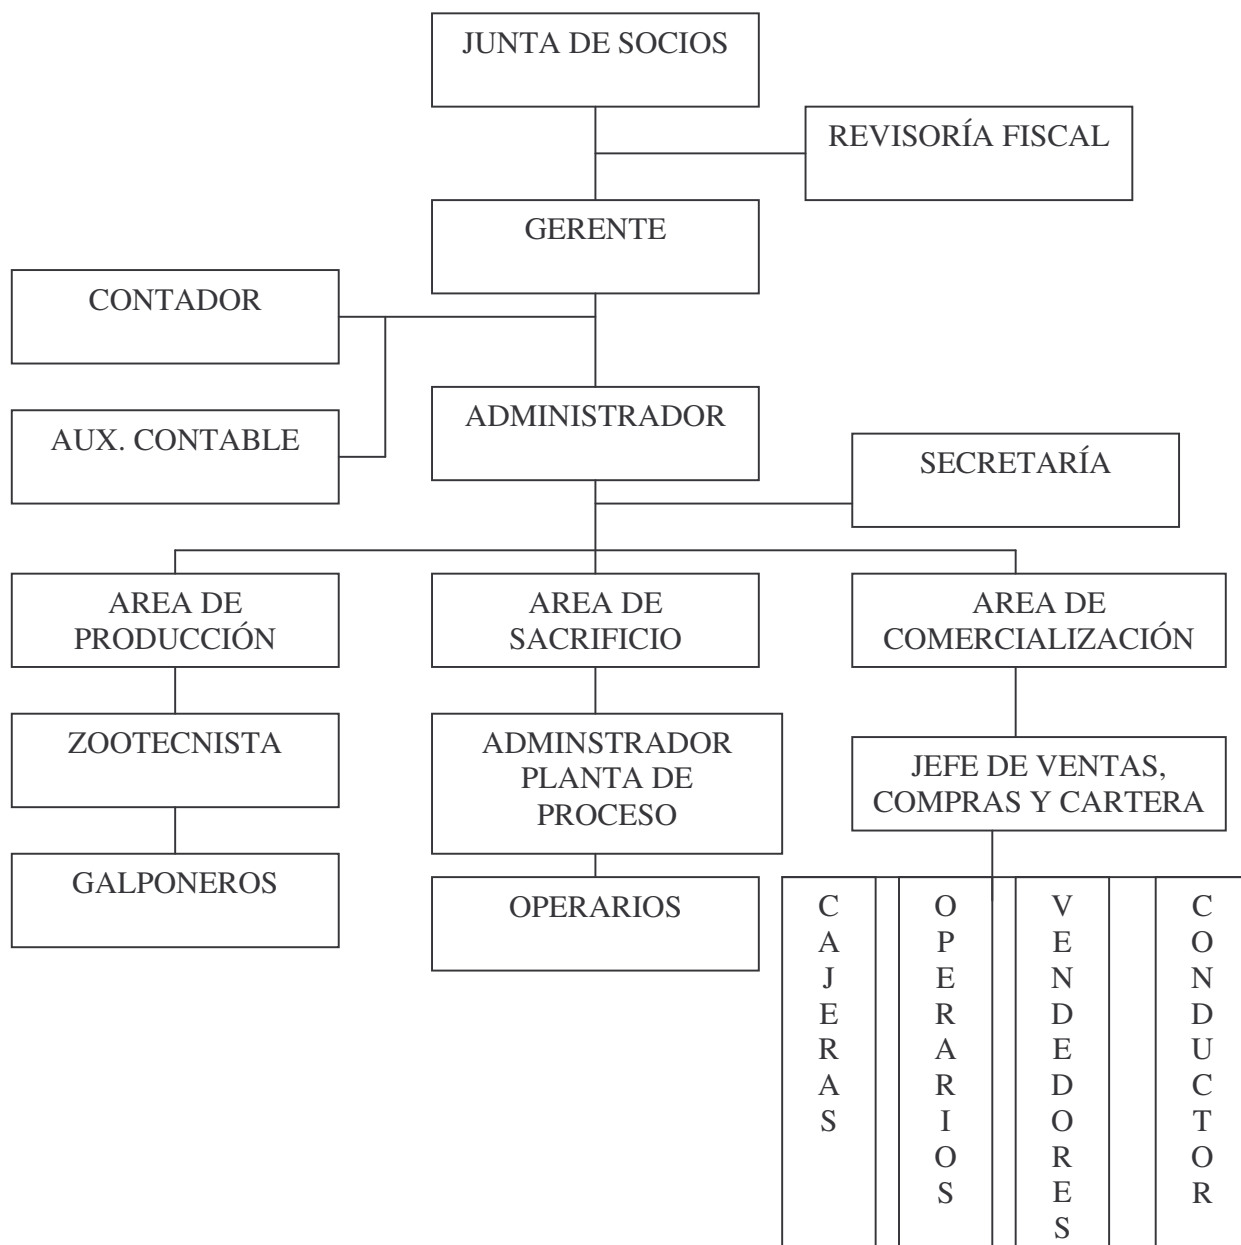 JUNTA DE SOCIOS
REVISORÍA FISCAL
GERENTE
CONTADOR
ADMINISTRADOR
AUX. CONTABLE
SECRETARÍA
AREA DE
PRODUCCIÓN
AREA DE
SACRIFICIO
AREA DE
COMERCIALIZACIÓN
ZOOTECNISTA
ADMINSTRADOR
PLANTA DE
PROCESO
JEFE DE VENTAS,
COMPRAS Y CARTERA
GALPONEROS
OPERARIOS
CAJERAS
OPERARIOS
VENDEDORES
CONDUCTOR